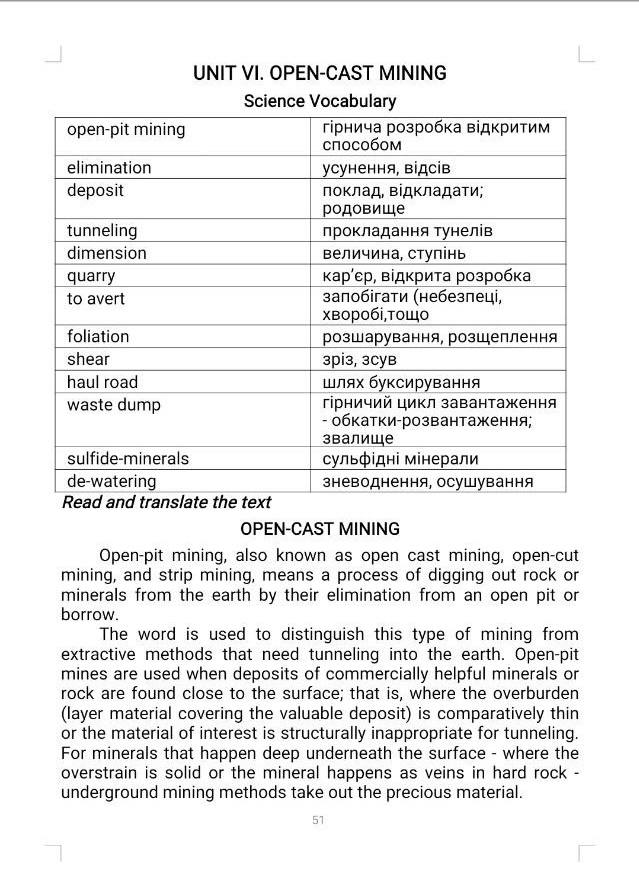 UNIT VI. OPEN-CAST MINING
Science Vocabulary
open-pit mining гірнича розробка відкритим
способом
elimination усунення, відсів
deposit поклад, відкладати;
родовище
tunneling прокладання тунелів
dimension величина, ступінь
quarry кар’єр, відкрита розробка
to avert запобігати (небезпеці,
хворобі,тощо
foliation розшарування, розщеплення
shear зріз, зсув
haul road шлях буксирування
waste dump гірничий цикл завантаження
- обкатки-розвантаження;
звалище
sulfide-minerals сульфідні мінерали
de-watering зневоднення, осушування
Read and translate the text
OPEN-CAST MINING
Open-pit mining, also known as open cast mining, open-cut
mining, and strip mining, means a process of digging out rock or
minerals from the earth by their elimination from an open pit or
borrow.
The word is used to distinguish this type of mining from
extractive methods that need tunneling into the earth. Open-pit
mines are used when deposits of commercially helpful minerals or
rock are found close to the surface; that is, where the overburden
(layer material covering the valuable deposit) is comparatively thin
or the material of interest is structurally inappropriate for tunneling.
For minerals that happen deep underneath the surface - where the
overstrain is solid or the mineral happens as veins in hard rock -
underground mining methods take out the precious material.
51